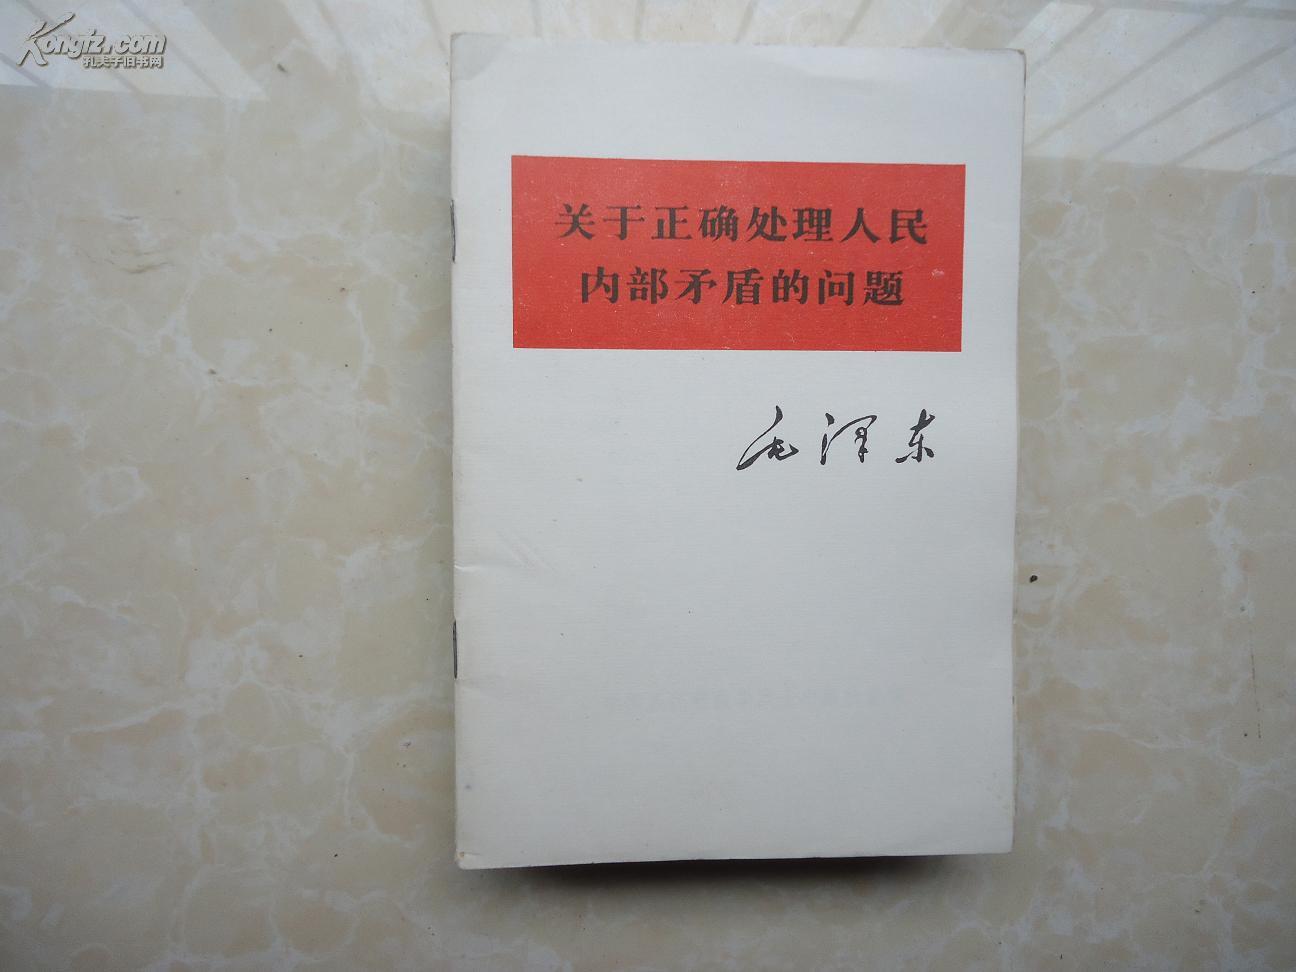 Kongfz.com
孔夫子旧书网
关于正确处理人民
内部矛盾的问题
毛泽东